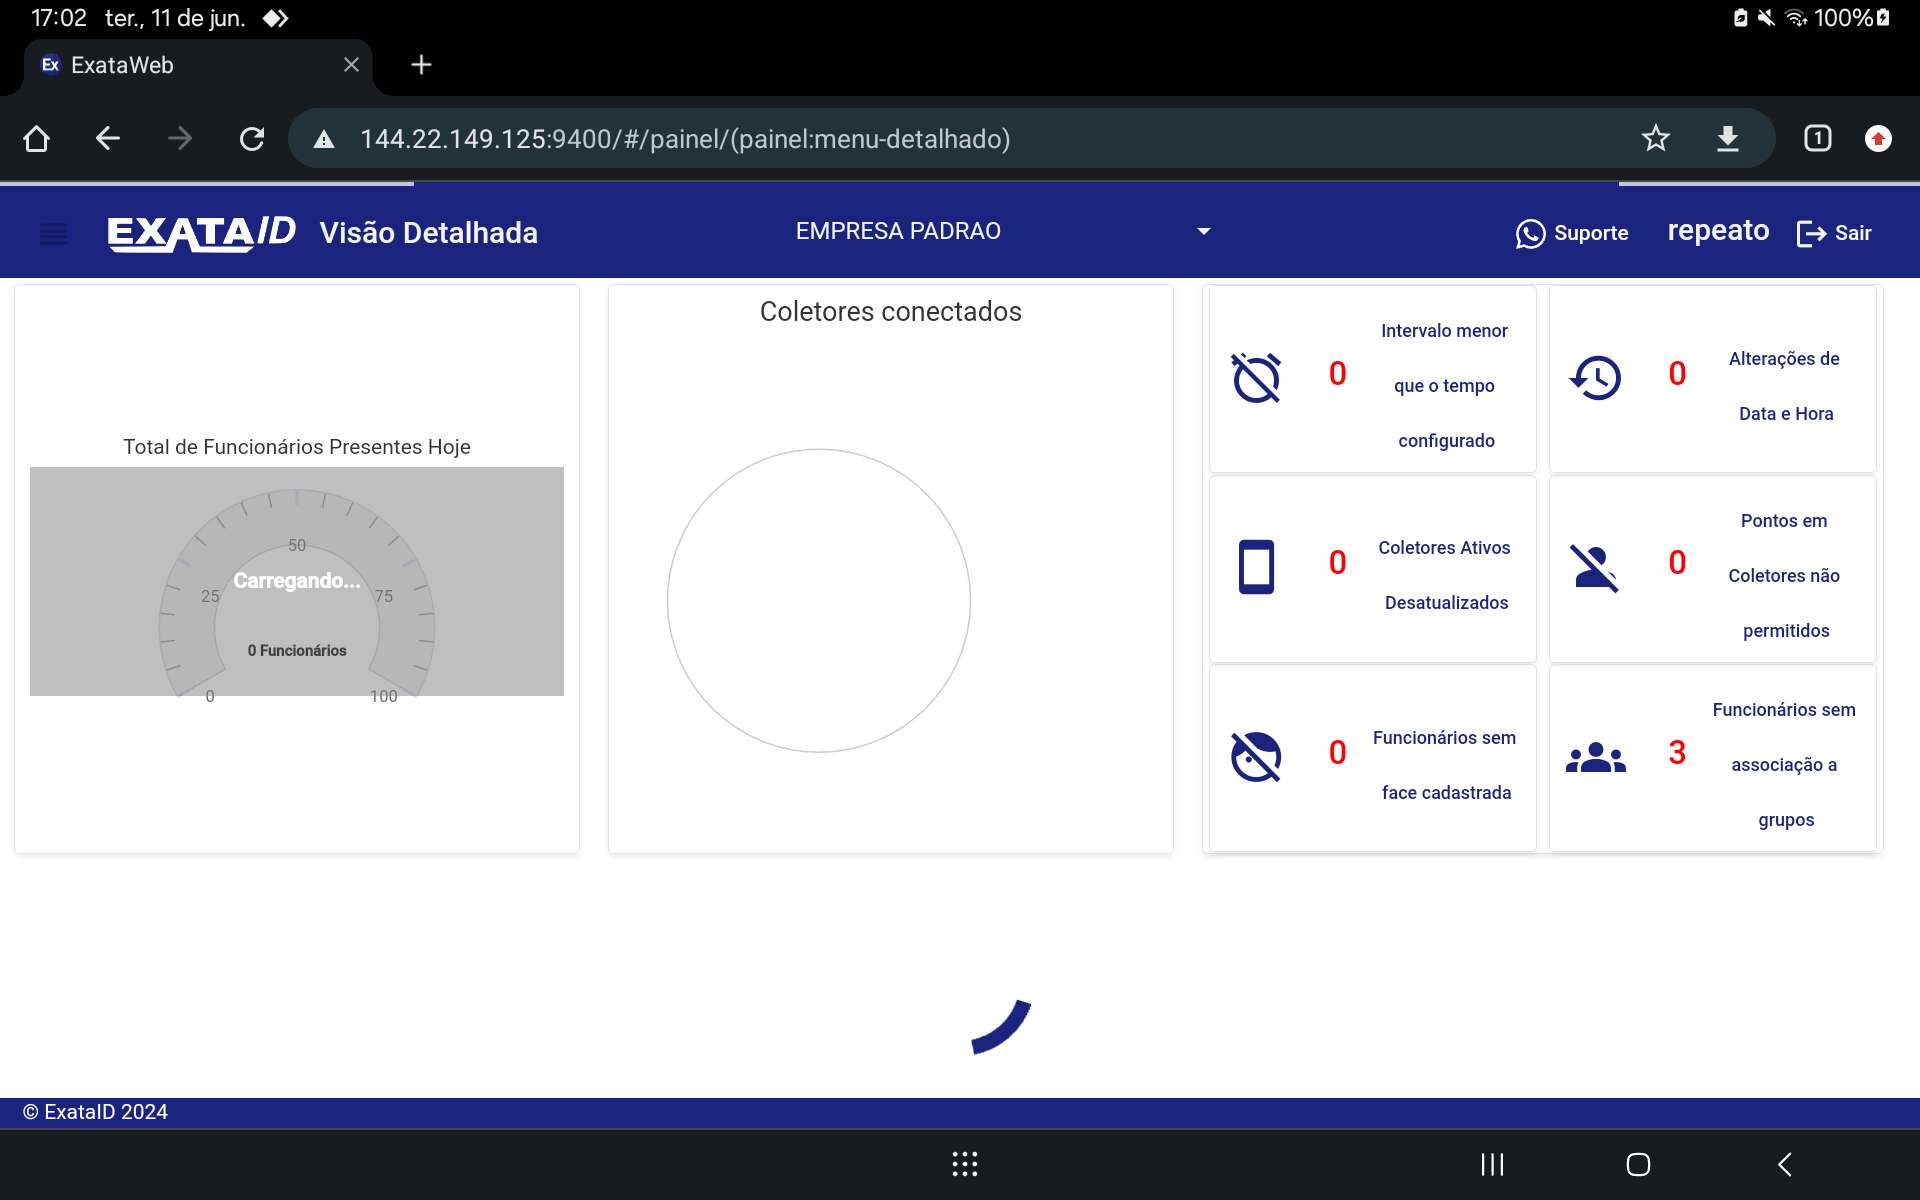 17:02 ter., 11 de jun.
100%
Ex ExataWeb
144.22.149.125:9400/#/painel/(painel:menu-detalhado)
1
EXATAID Visão Detalhada
EMPRESA PADRAO
Suporte
repeato
Sair
Total de Funcionários Presentes Hoje
50
Carregando...
25
75
0 Funcionários
0
100
Coletores conectados
0
Intervalo menor
que o tempo
configurado
0
Alterações de
Data e Hora
0
Coletores Ativos
Desatualizados
0
Pontos em
Coletores não
permitidos
0
Funcionários sem
face cadastrada
3
Funcionários sem
associação a
grupos
© ExataID 2024